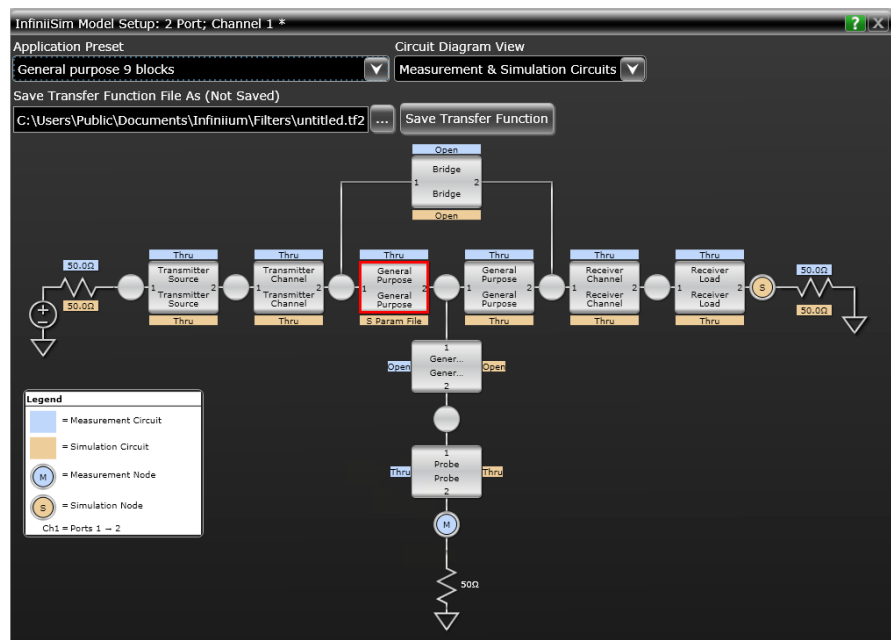 InfiniiSim Model Setup: 2 Port; Channel 1 *
?
X
Application Preset
Circuit Diagram View
General purpose 9 blocks
Measurement & Simulation Circuits
Save Transfer Function File As (Not Saved)
C:\Users\Public\Documents\Infiniium\Filters\untitled.tf2
...
Save Transfer Function
Open
Bridge
1 2
Bridge
Open
50.0Ω
50.0Ω
Thru
Transmitter
Source
1 2
Transmitter
Source
Thru
Thru
Transmitter
Channel
1 2
Transmitter
Channel
Thru
Thru
General
Purpose
1 2
General
Purpose
S Param File
Thru
General
Purpose
1 2
General
Purpose
Thru
Thru
Receiver
Channel
1 2
Receiver
Channel
Thru
Thru
Receiver
Load
1 2
Receiver
Load
Thru
S
50.0Ω
50.0Ω
1
Gener...
Open Open
Gener...
2
1
Probe
Thru Thru
Probe
2
M
50Ω
Legend
= Measurement Circuit
= Simulation Circuit
M = Measurement Node
S = Simulation Node
Ch1 = Ports 1 → 2